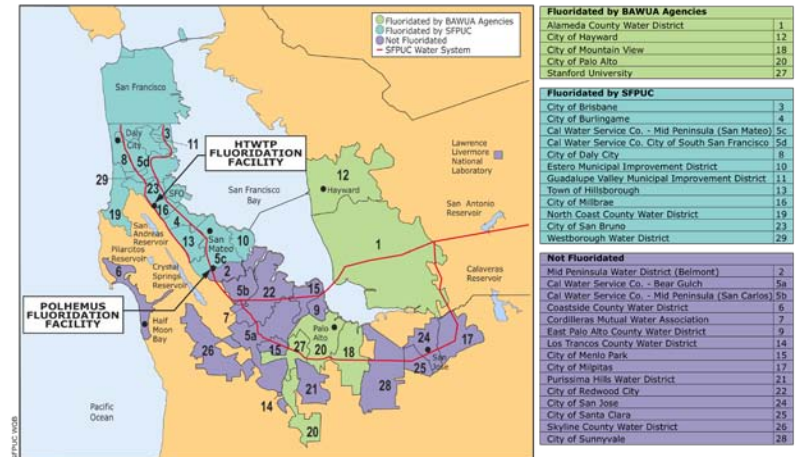 Fluoridated by BAWUA Agencies
Fluoridated by SFPUC
Not Fluoridated
SFPUC Water System
San Francisco
Daly
City
3
8
5d
11
HTWTP
FLUORIDATION
FACILITY
29
23
SFO
16
19
4
San Francisco
Bay
12
Hayward
Lawrence
Livermore
National
Laboratory
San Antonio
Reservoir
San
Andreas
Reservoir
Pilarcitos
Reservoir
13
San
Mateo
10
5c
2
1
Crystal
Springs
Reservoir
6
Calaveras
Reservoir
POLHEMUS
FLUORIDATION
FACILITY
5b
22
15
9
7
Half
Moon
Bay
Palo
Alto
5a
15
27
20
18
24
17
San
Jose
25
26
21
28
14
20
Pacific
Ocean
SFPUC WQB
Fluoridated by BAWUA Agencies
Alameda County Water District 1
City of Hayward 12
City of Mountain View 18
City of Palo Alto 20
Stanford University 27
Fluoridated by SFPUC
City of Brisbane 3
City of Burlingame 4
Cal Water Service Co. - Mid Peninsula (San Mateo) 5c
Cal Water Service Co. City of South San Francisco 5d
City of Daly City 8
Estero Municipal Improvement District 10
Guadalupe Valley Municipal Improvement District 11
Town of Hillsborough 13
City of Millbrae 16
North Coast County Water District 19
City of San Bruno 23
Westborough Water District 29
Not Fluoridated
Mid Peninsula Water District (Belmont) 2
Cal Water Service Co. - Bear Gulch 5a
Cal Water Service Co. - Mid Peninsula (San Carlos) 5b
Coastside County Water District 6
Cordilleras Mutual Water Association 7
East Palo Alto County Water District 9
Los Trancos County Water District 14
City of Menlo Park 15
City of Milpitas 17
Purissima Hills Water District 21
City of Redwood City 22
City of San Jose 24
City of Santa Clara 25
Skyline County Water District 26
City of Sunnyvale 28